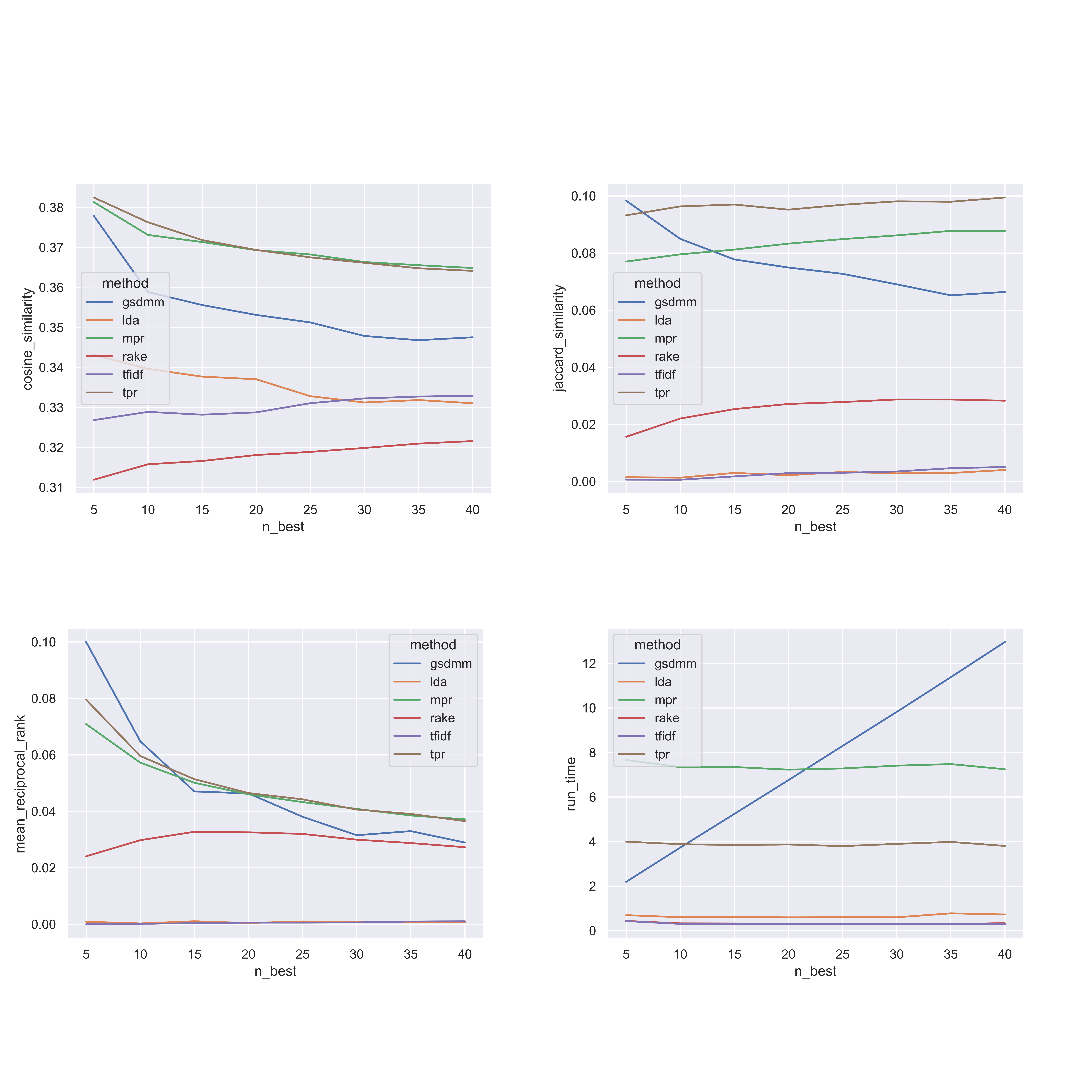 cosine_similarity
0.38
0.37
0.36
0.35
0.34
0.33
0.32
0.31
method
gsdmm
lda
mpr
rake
tfidf
tpr
5 10 15 20 25 30 35 40
n_best
jaccard_similarity
0.10
0.08
0.06
0.04
0.02
0.00
method
gsdmm
lda
mpr
rake
tfidf
tpr
5 10 15 20 25 30 35 40
n_best
mean_reciprocal_rank
0.10
0.08
0.06
0.04
0.02
0.00
method
gsdmm
lda
mpr
rake
tfidf
tpr
5 10 15 20 25 30 35 40
n_best
run_time
12
10
8
6
4
2
0
method
gsdmm
lda
mpr
rake
tfidf
tpr
5 10 15 20 25 30 35 40
n_best